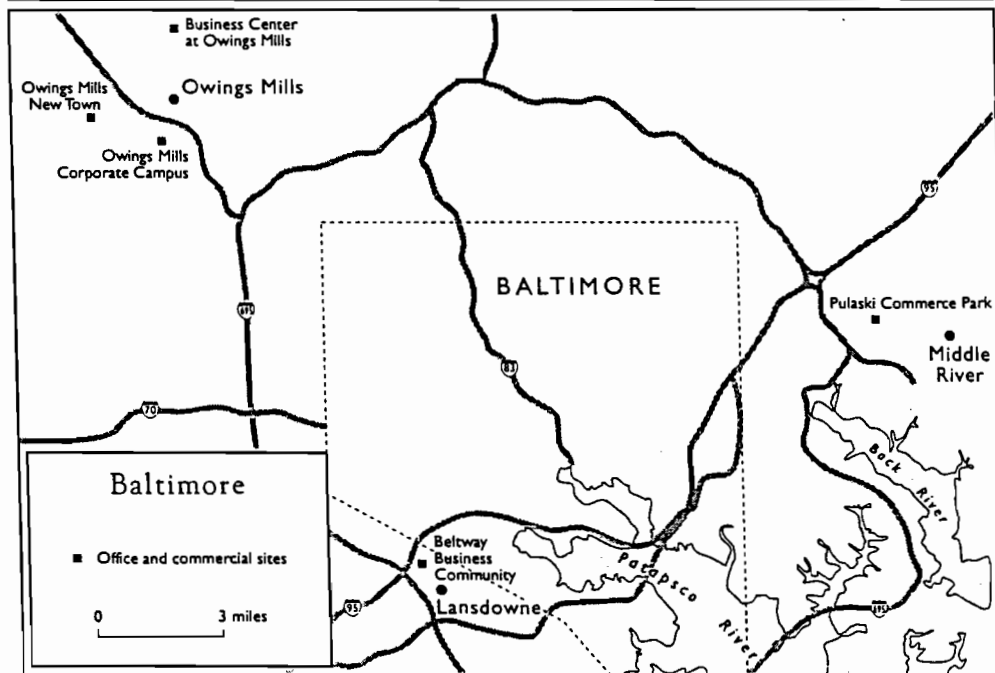 Business Center
at Owings Mills
Owings Mills
Owings Mills
New Town
Owings Mills
Corporate Campus
95
BALTIMORE
695
Pulaski Commerce Park
Middle
River
83
70
Back
River
Baltimore
Office and commercial sites
0 3 miles
Beltway
Business
Community
Lansdowne
Patapsco
River
95
695